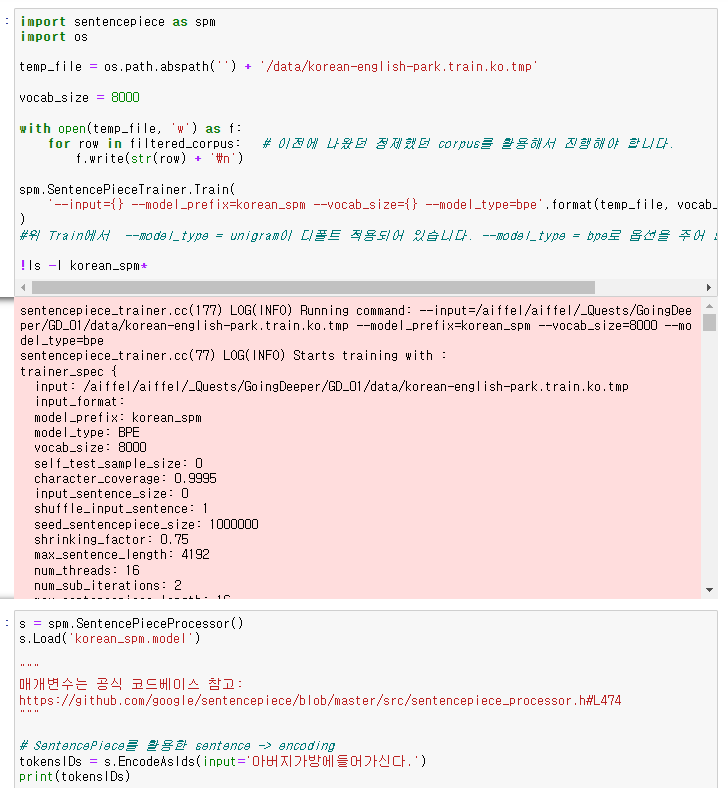 :
import sentencepiece as spm
import os
temp_file = os.path.abspath('') + '/data/korean-english-park.train.ko.tmp'
vocab_size = 8000
with open(temp_file, 'w') as f:
for row in filtered_corpus:   # 이전에 나왔던 정제했던 corpus를 활용해서 진행해야 합니다.
f.write(str(row) + '₩n')
spm.SentencePieceTrainer.Train(
'--input={} --model_prefix=korean_spm --vocab_size={} --model_type=bpe'.format(temp_file, vocab_
)
#위 Train에서  --model_type = unigram이 디폴트 적용되어 있습니다. --model_type = bpe로 옵션을 주어
!ls -l korean_spm*
sentencepiece_trainer.cc(177) LOG(INFO) Running command: --input=/aiffel/aiffel/_Quests/GoingDee
per/GD_01/data/korean-english-park.train.ko.tmp --model_prefix=korean_spm --vocab_size=8000 --mo
del_type=bpe
sentencepiece_trainer.cc(77) LOG(INFO) Starts training with :
trainer_spec {
input: /aiffel/aiffel/_Quests/GoingDeeper/GD_01/data/korean-english-park.train.ko.tmp
input_format:
model_prefix: korean_spm
model_type: BPE
vocab_size: 8000
self_test_sample_size: 0
character_coverage: 0.9995
input_sentence_size: 0
shuffle_input_sentence: 1
seed_sentencepiece_size: 1000000
shrinking_factor: 0.75
max_sentence_length: 4192
num_threads: 16
num_sub_iterations: 2
:
s = spm.SentencePieceProcessor()
s.Load('korean_spm.model')
"""
매개변수는 공식 코드베이스 참고:
https://github.com/google/sentencepiece/blob/master/src/sentencepiece_processor.h#L474
"""
# SentencePiece를 활용한 sentence -> encoding
tokensIDs = s.EncodeAsIds(input='아버지가방에들어가신다.')
print(tokensIDs)